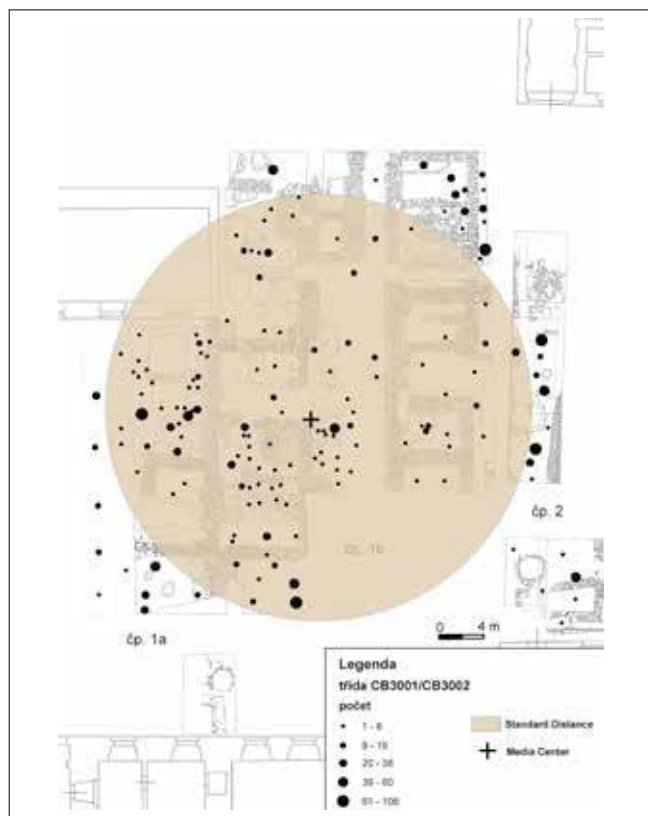 čp. 2
čp. 1b
0 4 m
čp. 1a
Legenda
třída CB3001/CB3002
počet
1 - 8
9 - 19
20 - 38
39 - 60
61 - 106
Standard Distance
Media Center